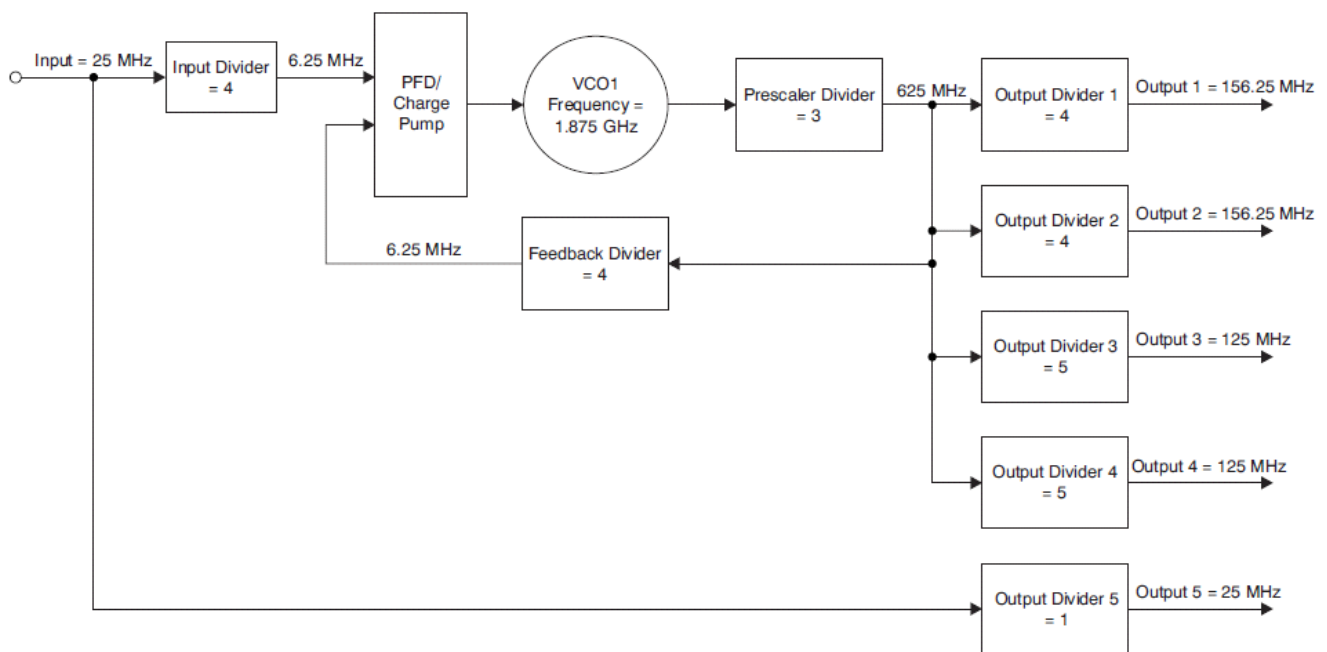 Input = 25 MHz
Input Divider
= 4
6.25 MHz
PFD/
Charge
Pump
VCO1
Frequency =
1.875 GHz
Prescaler Divider
= 3
625 MHz
Output Divider 1
= 4
Output 1 = 156.25 MHz
Output Divider 2
= 4
Output 2 = 156.25 MHz
6.25 MHz
Feedback Divider
= 4
Output Divider 3
= 5
Output 3 = 125 MHz
Output Divider 4
= 5
Output 4 = 125 MHz
Output Divider 5
= 1
Output 5 = 25 MHz